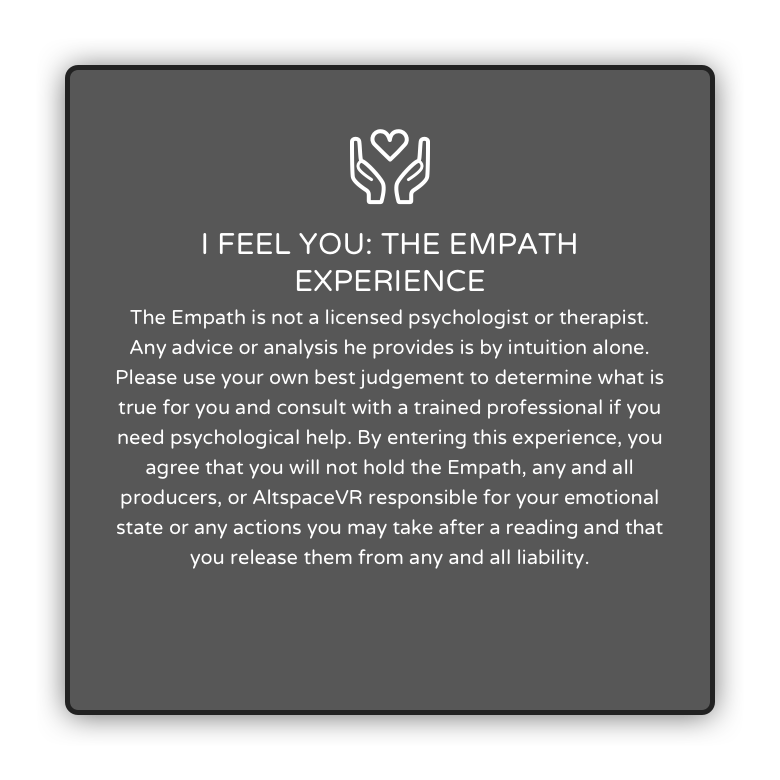 I FEEL YOU: THE EMPATH
EXPERIENCE
The Empath is not a licensed psychologist or therapist.
Any advice or analysis he provides is by intuition alone.
Please use your own best judgement to determine what is
true for you and consult with a trained professional if you
need psychological help. By entering this experience, you
agree that you will not hold the Empath, any and all
producers, or AltspaceVR responsible for your emotional
state or any actions you may take after a reading and that
you release them from any and all liability.